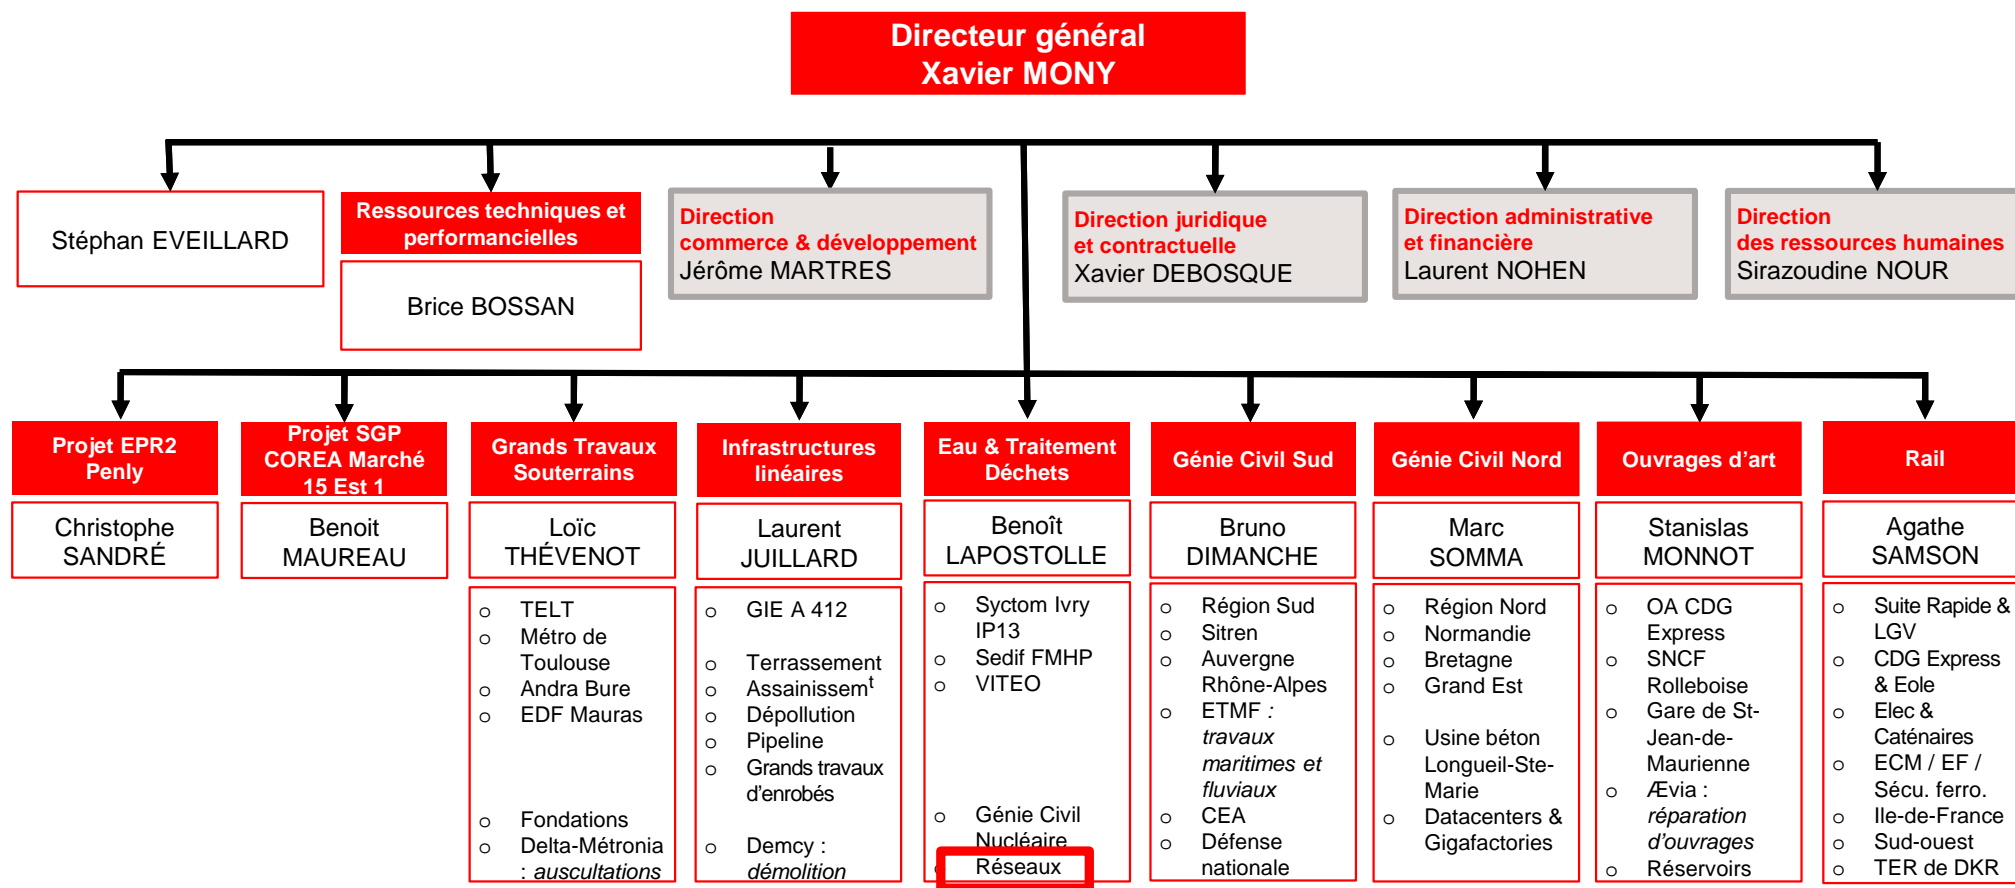 Directeur général
Xavier MONY
Stéphan EVEILLARD
Ressources techniques et
performancielles
Brice BOSSAN
Direction
commerce & développement
Jérôme MARTRES
Direction juridique
et contractuelle
Xavier DEBOSQUE
Direction administrative
et financière
Laurent NOHEN
Direction
des ressources humaines
Sirazoudine NOUR
Projet EPR2
Penly
Christophe
SANDRÉ
Projet SGP
COREA Marché
15 Est 1
Benoit
MAUREAU
Grands Travaux
Souterrains
Loïc
THÉVENOT
o TELT
o Métro de
Toulouse
o Andra Bure
o EDF Mauras
o Fondations
o Delta-Métronia
: auscultations
Infrastructures
linéaires
Laurent
JUILLARD
o GIE A 412
o Terrassement
o Assainissemt
o Dépollution
o Pipeline
o Grands travaux
d'enrobés
o Demcy :
démolition
Eau & Traitement
Déchets
Benoît
LAPOSTOLLE
o Syctom Ivry
IP13
o Sedif FMHP
o VITEO
o Génie Civil
Nucléaire
o Réseaux
Génie Civil Sud
Bruno
DIMANCHE
o Région Sud
o Sitren
o Auvergne
Rhône-Alpes
o ETMF :
travaux
maritimes et
fluviaux
o CEA
o Défense
nationale
Génie Civil Nord
Marc
SOMMA
o Région Nord
o Normandie
o Bretagne
o Grand Est
o Usine béton
Longueil-Ste-
Marie
o Datacenters &
Gigafactories
Ouvrages d'art
Stanislas
MONNOT
o OA CDG
Express
o SNCF
Rolleboise
o Gare de St-
Jean-de-
Maurienne
o Ævia :
réparation
d'ouvrages
o Réservoirs
Rail
Agathe
SAMSON
o Suite Rapide &
LGV
o CDG Express
& Eole
o Elec &
Caténaires
o ECM / EF /
Sécu. ferro.
o Ile-de-France
o Sud-ouest
o TER de DKR